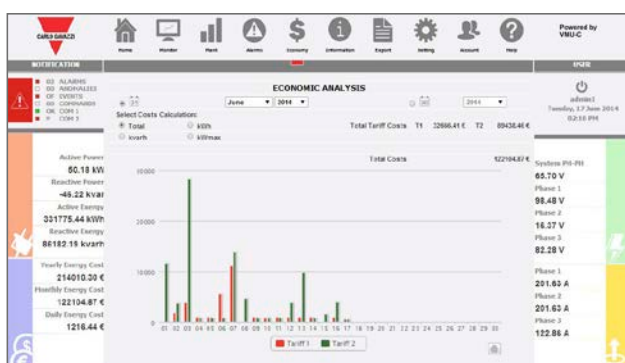 CARLO GAVAZZI
Home
Monitor
Plant
Alarms
Economy
Information
Export
Setting
Account
Help
Powered by
VMU-C
NOTIFICATION
USER
02 ALARMS
00 ANOMALIES
OF EVENTS
00 COMMANDS
OK COM 1
COM 2
ECONOMIC ANALYSIS
31
June
2014
2014
Select Costs Calculation:
Total
kWh
kvarh
kWmax
Total Tariff Costs T1 32666.41 € T2 89438.46 €
Total Costs 122104.87 €
admin1
Tuesday, 17 June 2014
02:16 PM
Active Power
50.18 kW
Reactive Power
-46.22 kvar
Active Energy
331775.44 kWh
Reactive Energy
86182.19 kvarh
Yearly Energy Cost
214010.30 €
Monthly Energy Cost
122104.87 €
Daily Energy Cost
1216.44 €
30000
20000
10000
0
01 02 03 04 05 06 07 08 09 10 11 12 13 14 15 16 17 18 19 20 21 22 23 24 25 26 27 28 29 30
Tariff 1
Tariff 2
System PH-PH
65.70 V
Phase 1
98.48 V
Phase 2
16.37 V
Phase 3
82.28 V
Phase 1
201.63 A
Phase 2
201.63 A
Phase 3
122.86 A